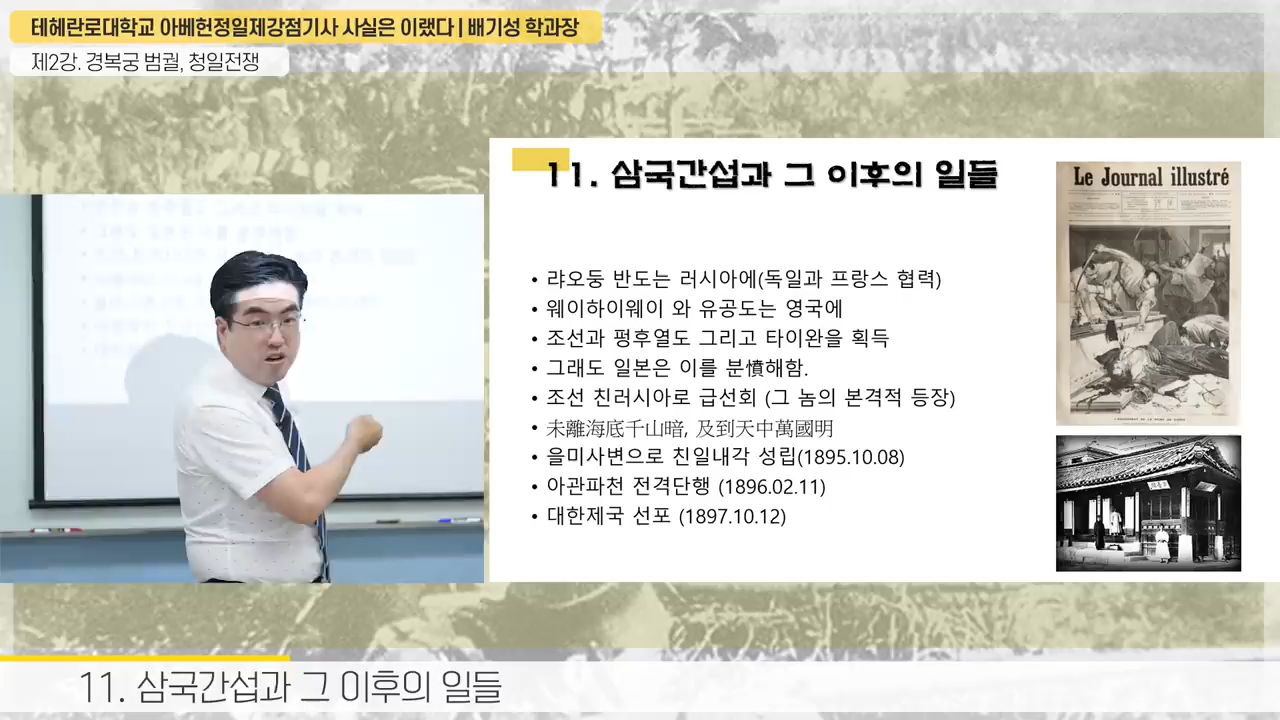 테헤란로대학교 아베헌정일제강점기사 사실은 이랬다 | 배기성 학과장
제2강. 경복궁 범궐, 청일전쟁
11. 삼국간섭과 그 이후의 일들
• 랴오둥 반도는 러시아에(독일과 프랑스 협력)
• 웨이하이웨이 와 유공도는 영국에
• 조선과 펑후열도 그리고 타이완을 획득
• 그래도 일본은 이를 분憤해함.
• 조선 친러시아로 급선회 (그 놈의 본격적 등장)
• 未離海底千山暗, 及到天中萬國明
• 을미사변으로 친일내각 성립(1895.10.08)
• 아관파천 전격단행 (1896.02.11)
• 대한제국 선포 (1897.10.12)
Le Journal illustré
11. 삼국간섭과 그 이후의 일들